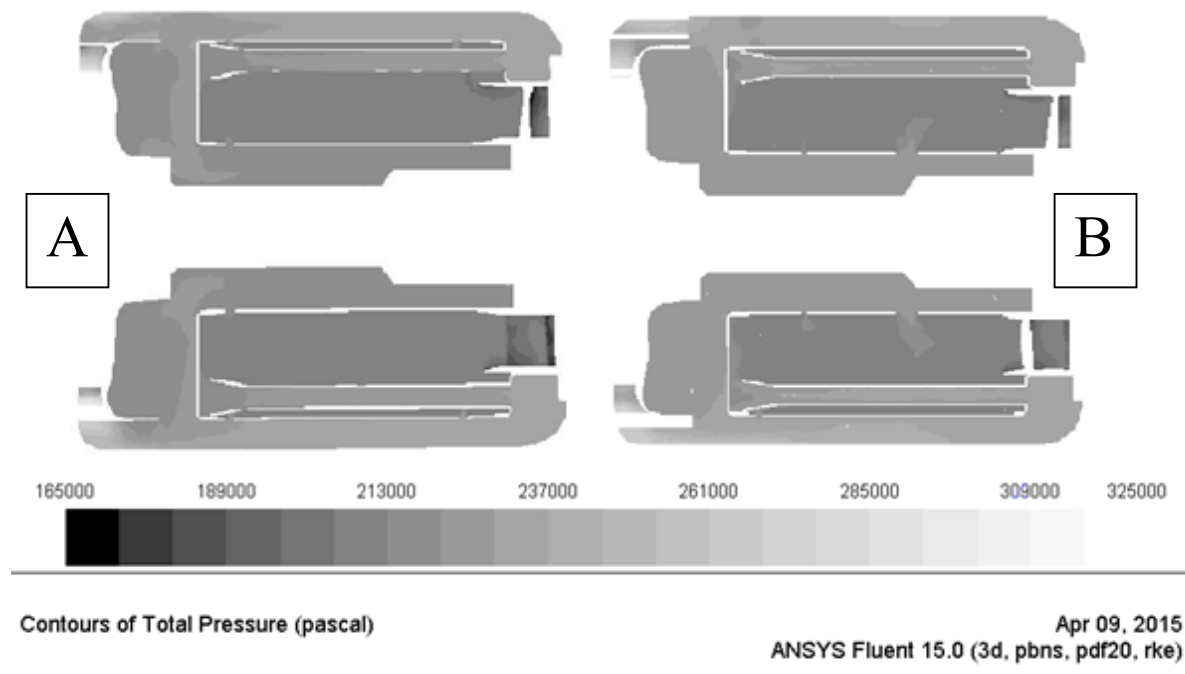 A
B
165000 189000 213000 237000 261000 285000 309000 325000
Contours of Total Pressure (pascal)
Apr 09, 2015
ANSYS Fluent 15.0 (3d, pbns, pdf20, rke)